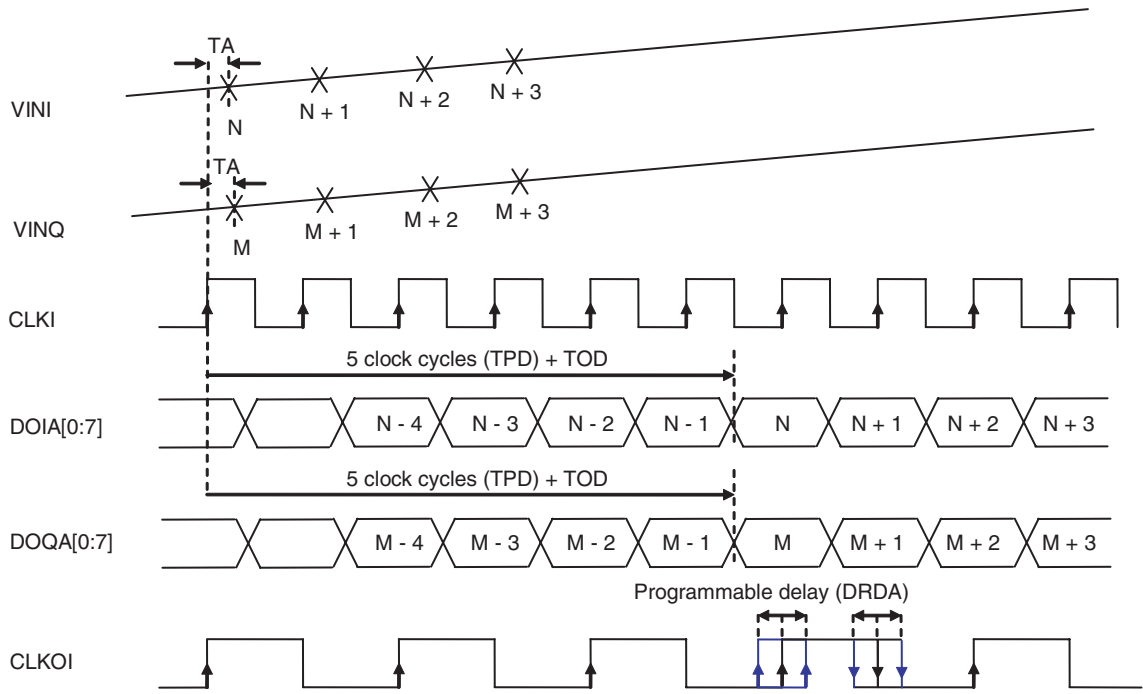 TA
VINI
N
N + 1
N + 2
N + 3
TA
VINQ
M
M + 1
M + 2
M + 3
CLKI
5 clock cycles (TPD) + TOD
DOIA[0:7]
N - 4 N - 3 N - 2 N - 1 N N + 1 N + 2 N + 3
5 clock cycles (TPD) + TOD
DOQA[0:7]
M - 4 M - 3 M - 2 M - 1 M M + 1 M + 2 M + 3
Programmable delay (DRDA)
CLKOI